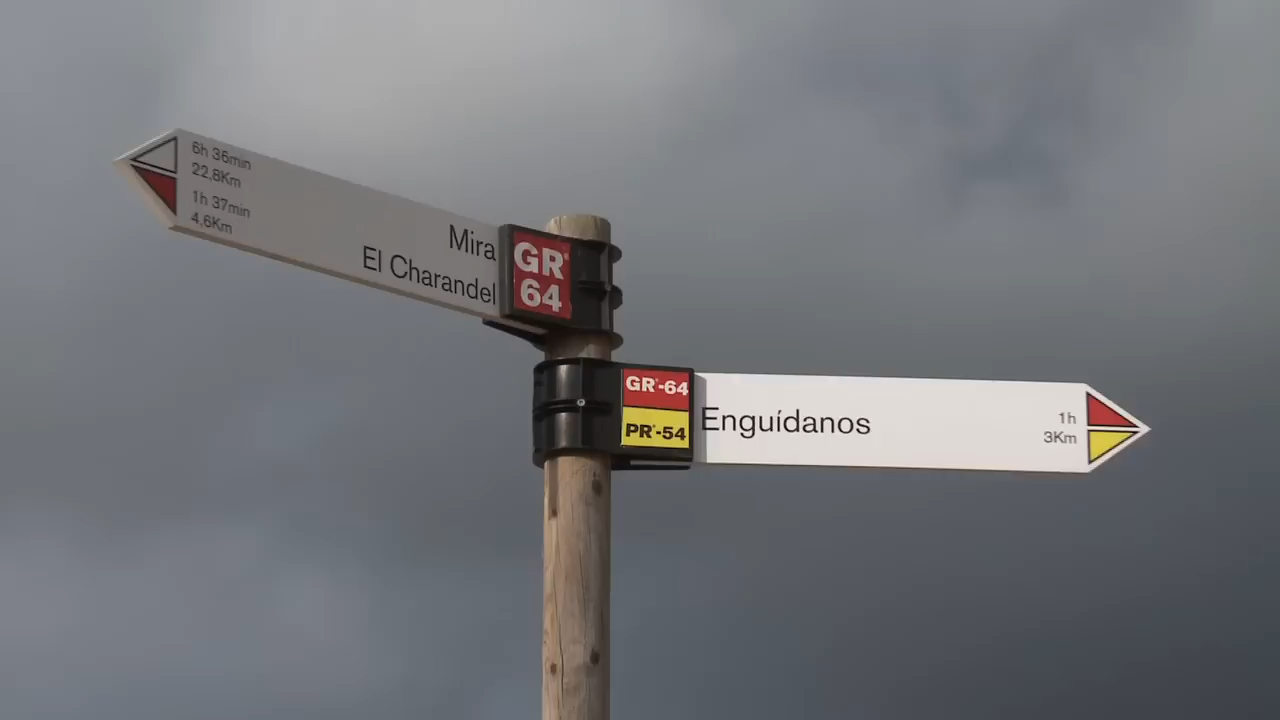 6h 36min
22,8Km
1h 37min
4,6Km
Mira
El Charandel
GR®
64
GR®-64
PR®-54
Enguídanos
1h
3Km